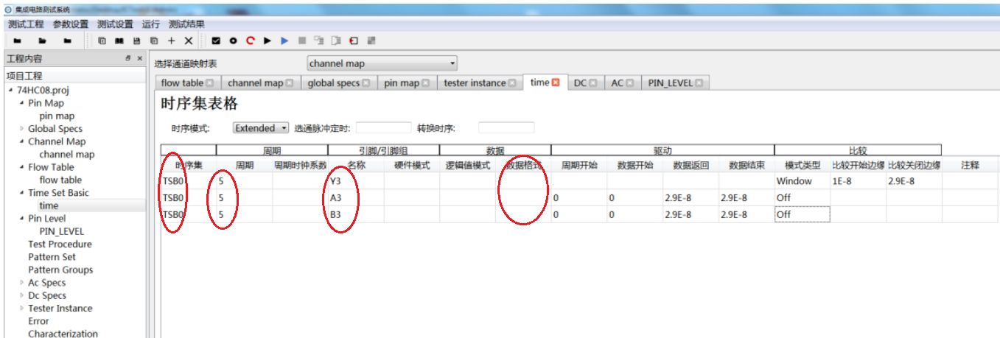 集成电路测试系统
测试工程 参数设置 测试设置 运行 测试结果
工程内容
选择通道映射表 channel map
项目工程
74HC08.proj
Pin Map
pin map
Global Specs
Channel Map
channel map
Flow Table
flow table
Time Set Basic
time
Pin Level
PIN_LEVEL
Test Procedure
Pattern Set
Pattern Groups
Ac Specs
Dc Specs
Tester Instance
Error
Characterization
flow table channel map global specs pin map tester instance time DC AC PIN_LEVEL
时序集表格
时序模式: Extended 选通脉冲定时: 转换时序:
周期 引脚/引脚组 数据 驱动 比较
时序集 周期 周期时钟系数 名称 硬件模式 逻辑值模式 数据格式 周期开始 数据开始 数据返回 数据结束 模式类型 比较开始边缘 比较关闭边缘 注释
TSB0 5 Y3 Window 1E-8 2.9E-8
TSB0 5 A3 0 0 2.9E-8 2.9E-8 Off
TSB0 5 B3 0 0 2.9E-8 2.9E-8 Off